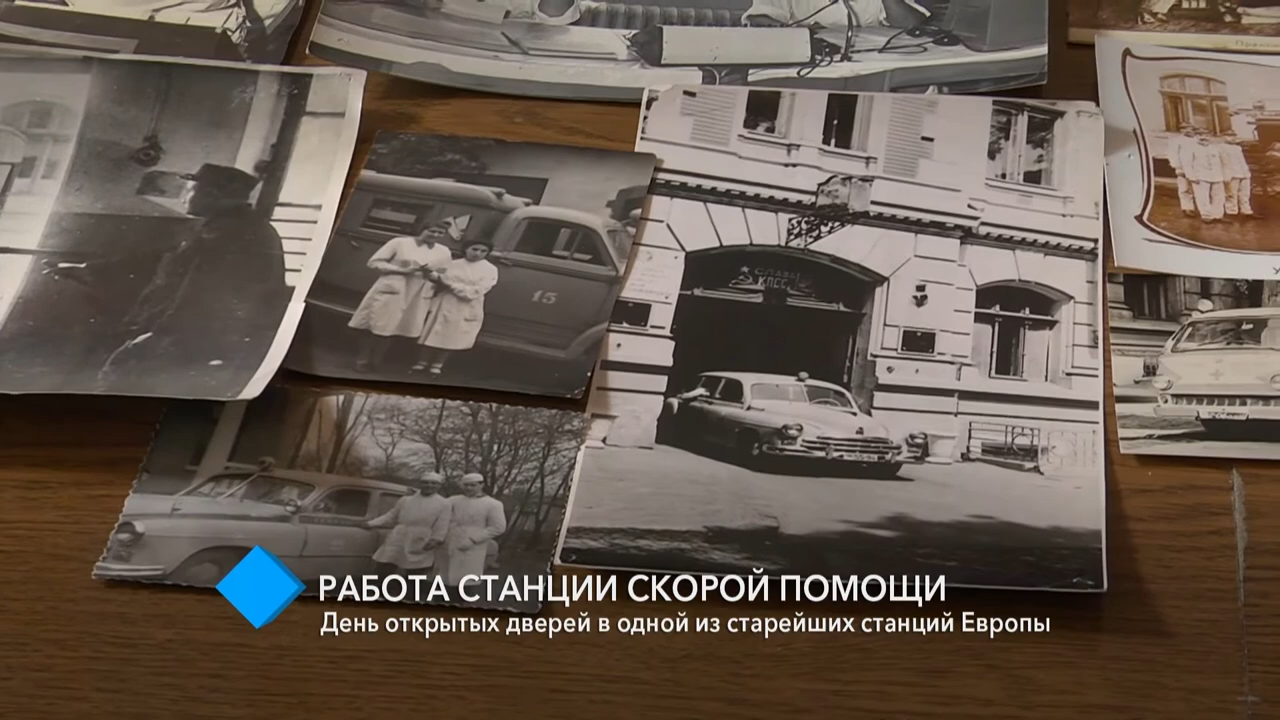 СЛАВА
КПСС
15
РАБОТА СТАНЦИИ СКОРОЙ ПОМОЩИ
День открытых дверей в одной из старейших станций Европы